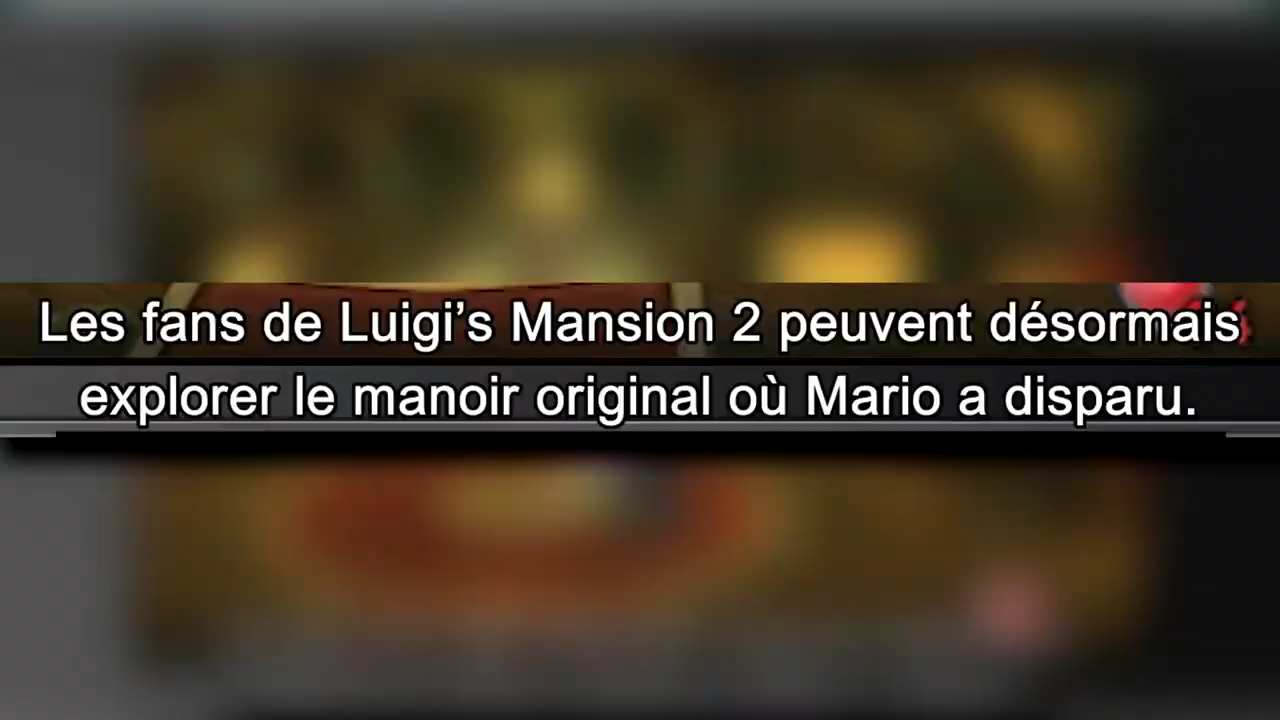 Les fans de Luigi’s Mansion 2 peuvent désormais
explorer le manoir original où Mario a disparu.